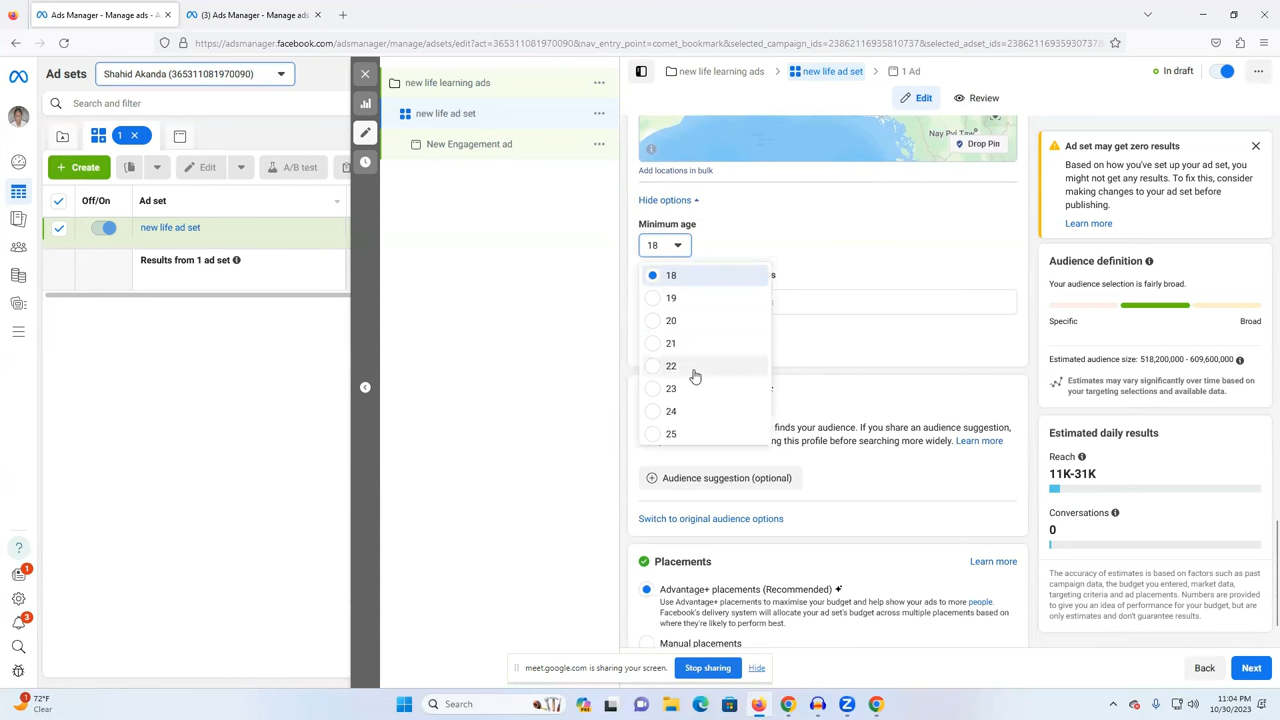 Ads Manager - Manage ads - A
(3) Ads Manager - Manage ads
https://adsmanager.facebook.com/adsmanager/manage/adsets/edit?act=365311081970090&nav_entry_point=comet_bookmark&selected_campaign_ids=23862116935810737&selected_adset_ids=23862116935930737&s
Ad sets
Shahid Akanda (365311081970090)
Search and filter
1
Create
Edit
A/B test
Off/On
Ad set
new life ad set
Results from 1 ad set
new life learning ads
new life ad set
New Engagement ad
new life learning ads
new life ad set
1 Ad
In draft
Edit
Review
Nay Pyi Taw
Drop Pin
Add locations in bulk
Hide options
Minimum age
18
18
19
20
21
22
23
24
25
s
finds your audience. If you share an audience suggestion,
ng this profile before searching more widely. Learn more
Audience suggestion (optional)
Switch to original audience options
Placements
Learn more
Advantage+ placements (Recommended)
Use Advantage+ placements to maximise your budget and help show your ads to more people.
Facebook's delivery system will allocate your ad set's budget across multiple placements based on
where they're likely to perform best.
Manual placements
Ad set may get zero results
Based on how you've set up your ad set, you
might not get any results. To fix this, consider
making changes to your ad set before
publishing.
Learn more
Audience definition
Your audience selection is fairly broad.
Specific
Broad
Estimated audience size: 518,200,000 - 609,600,000
Estimates may vary significantly over time based on
your targeting selections and available data.
Estimated daily results
Reach
11K-31K
Conversations
0
The accuracy of estimates is based on factors such as past
campaign data, the budget you entered, market data,
targeting criteria and ad placements. Numbers are provided
to give you an idea of performance for your budget, but are
only estimates and don't guarantee results.
1
3
Back
Next
meet.google.com is sharing your screen.
Stop sharing
Hide
1
72°F
Clear
Search
11:04 PM
10/30/2023